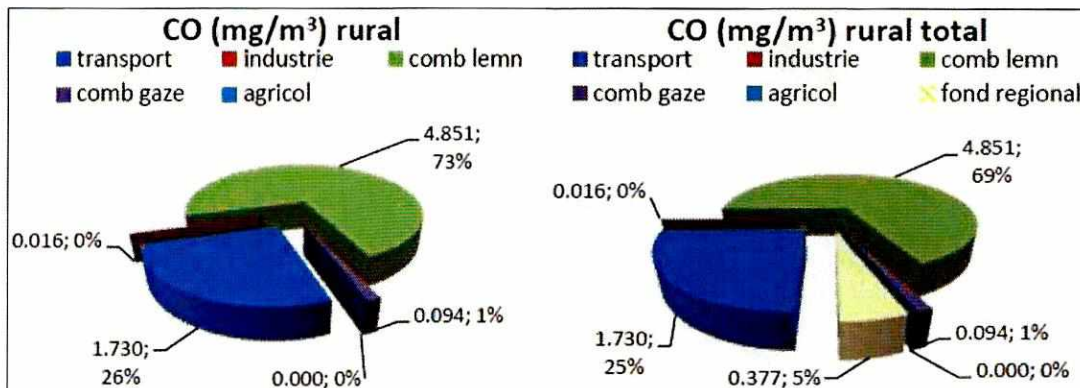 CO (mg/m³) rural
transport industrie comb lemn
comb gaze agricol
4.851;
73%
0.016; 0%
0.094; 1%
1.730;
26%
0.000; 0%
CO (mg/m³) rural total
transport industrie comb lemn
comb gaze agricol fond regional
4.851;
69%
0.016; 0%
0.094; 1%
1.730;
25%
0.000; 0%
0.377; 5%